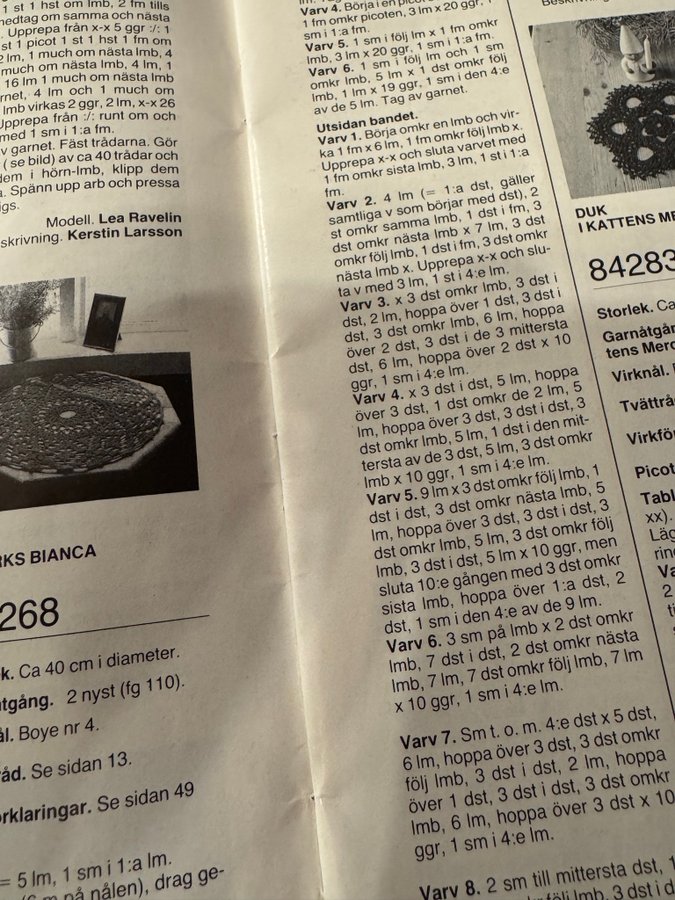 1 st 1 hst om lmb, 2 fm tills
nedtag om samma och nästa
. Upprepa från x-x 5 ggr :/: 1
st 1 picot 1 st 1 hst 1 fm om
2 lm, 1 much om nästa lmb, 4
much om nästa lmb, 4 lm, 1
16 lm 1 much om nästa lmb
rnet, 4 lm och 1 much om
lmb virkas 2 ggr, 2 lm, x-x 26
Upprepa från :/: runt om och
med 1 sm i 1:a fm.
v garnet. Fäst trådarna. Gör
( se bild) av ca 40 trådar och
dem i hörn-lmb, klipp dem
. Spänn upp arb och pressa
igs.
Modell. Lea Ravelin
skrivning. Kerstin Larsson
RKS BIANCA
268
k. Ca 40 cm i diameter.
tgång. 2 nyst (fg 110).
ål. Boye nr 4.
råd. Se sidan 13.
örklaringar. Se sidan 49
= 5 lm, 1 sm i 1:a lm.
(6 m på nålen), drag ge-
Varv 4. Börja i en picot
1 fm omkr picoten, 3 lm x 20 ggr,
sm i 1:a fm.
Varv 5. 1 sm i följ lm x 1 fm omkr
lmb, 3 lm x 20 ggr, 1 sm i 1:a fm.
Varv 6. 1 sm i följ lm och 1 sm
omkr lmb, 5 lm x 1 dst omkr följ
lmb, 1 lm x 19 ggr, 1 sm i den 4:e
av de 5 lm. Tag av garnet.
Utsidan bandet.
Varv 1. Börja omkr en lmb och vir-
ka 1 fm x 6 lm, 1 fm omkr följ lmb x.
Upprepa x-x och sluta varvet med
1 fm omkr sista lmb, 3 lm, 1 st i 1:a
fm.
Varv 2. 4 lm (= 1:a dst, gäller
samtliga v som börjar med dst), 2
st omkr samma lmb, 1 dst i fm, 3
dst omkr nästa lmb x 7 lm, 3 dst
omkr följ lmb, 1 dst i fm, 3 dst omkr
nästa lmb x. Upprepa x-x och slu-
ta v med 3 lm, 1 st i 4:e lm.
Varv 3. x 3 dst omkr lmb, 3 dst i
dst, 2 lm, hoppa över 1 dst, 3 dst i
dst, 3 dst omkr lmb, 6 lm, hoppa
över 2 dst, 3 dst i de 3 mittersta
dst, 6 lm, hoppa över 2 dst x 10
ggr, 1 sm i 4:e lm.
Varv 4. x 3 dst i dst, 5 lm, hoppa
över 3 dst, 1 dst omkr de 2 lm, 5
lm, hoppa över 3 dst, 3 dst i dst, 3
dst omkr lmb, 5 lm, 1 dst i den mit-
tersta av de 3 dst, 5 lm, 3 dst omkr
lmb x 10 ggr, 1 sm i 4:e lm.
Varv 5. 9 lm x 3 dst omkr följ lmb, 1
dst i dst, 3 dst omkr nästa lmb, 5
lm, hoppa över 3 dst, 3 dst i dst, 3
dst omkr lmb, 5 lm, 3 dst omkr följ
lmb, 3 dst i dst, 5 lm x 10 ggr, men
sluta 10:e gången med 3 dst omkr
sista lmb, hoppa över 1:a dst, 2
dst, 1 sm i den 4:e av de 9 lm.
Varv 6. 3 sm på lmb x 2 dst omkr
lmb, 7 dst i dst, 2 dst omkr nästa
lmb, 7 lm, 7 dst omkr följ lmb, 7 lm
x 10 ggr, 1 sm i 4:e lm.
Varv 7. Sm t. o. m. 4:e dst x 5 dst,
6 lm, hoppa över 3 dst, 3 dst omkr
följ lmb, 3 dst i dst, 2 lm, hoppa
över 1 dst, 3 dst i dst, 3 dst omkr
lmb, 6 lm, hoppa över 3 dst x 10
ggr, 1 sm i 4:e lm.
Varv 8. 2 sm till mittersta dst, 1
följ lmb, 3 dst i d
DUK
I KATTENS ME
84283
Storlek. Ca
Garnåtgår
tens Merc
Virknål.
Tvättrå
Virkför
Picot
Tabl
xx).
Läg
rin
Va
2
ti
s